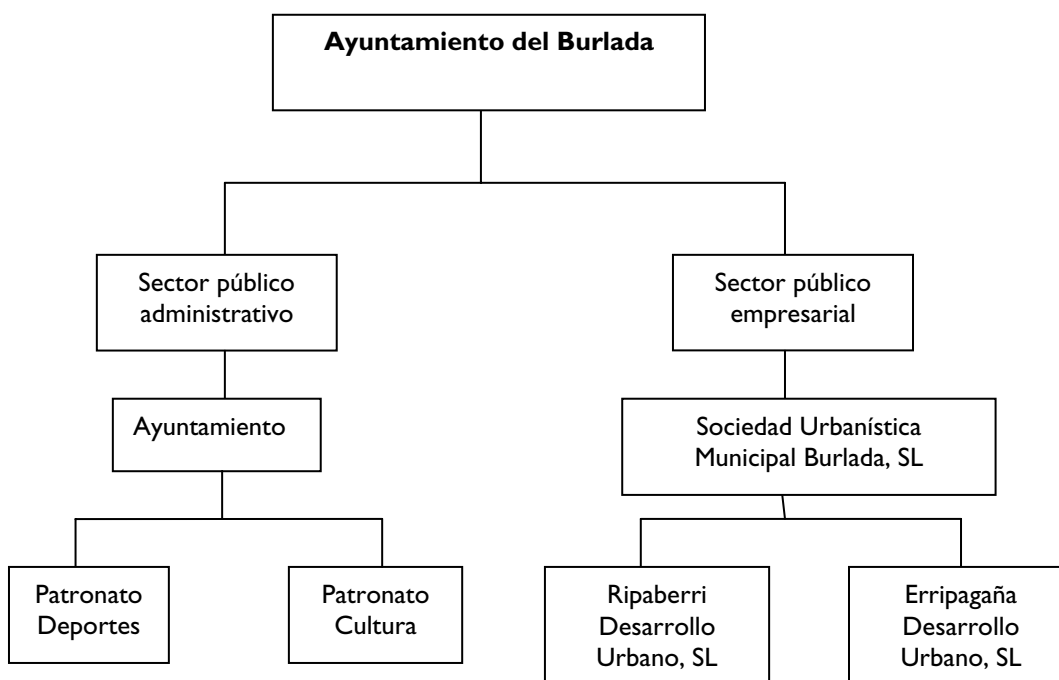 Ayuntamiento del Burlada
Sector público
administrativo
Sector público
empresarial
Ayuntamiento
Sociedad Urbanística
Municipal Burlada, SL
Patronato
Deportes
Patronato
Cultura
Ripaberri
Desarrollo
Urbano, SL
Erripagaña
Desarrollo
Urbano, SL